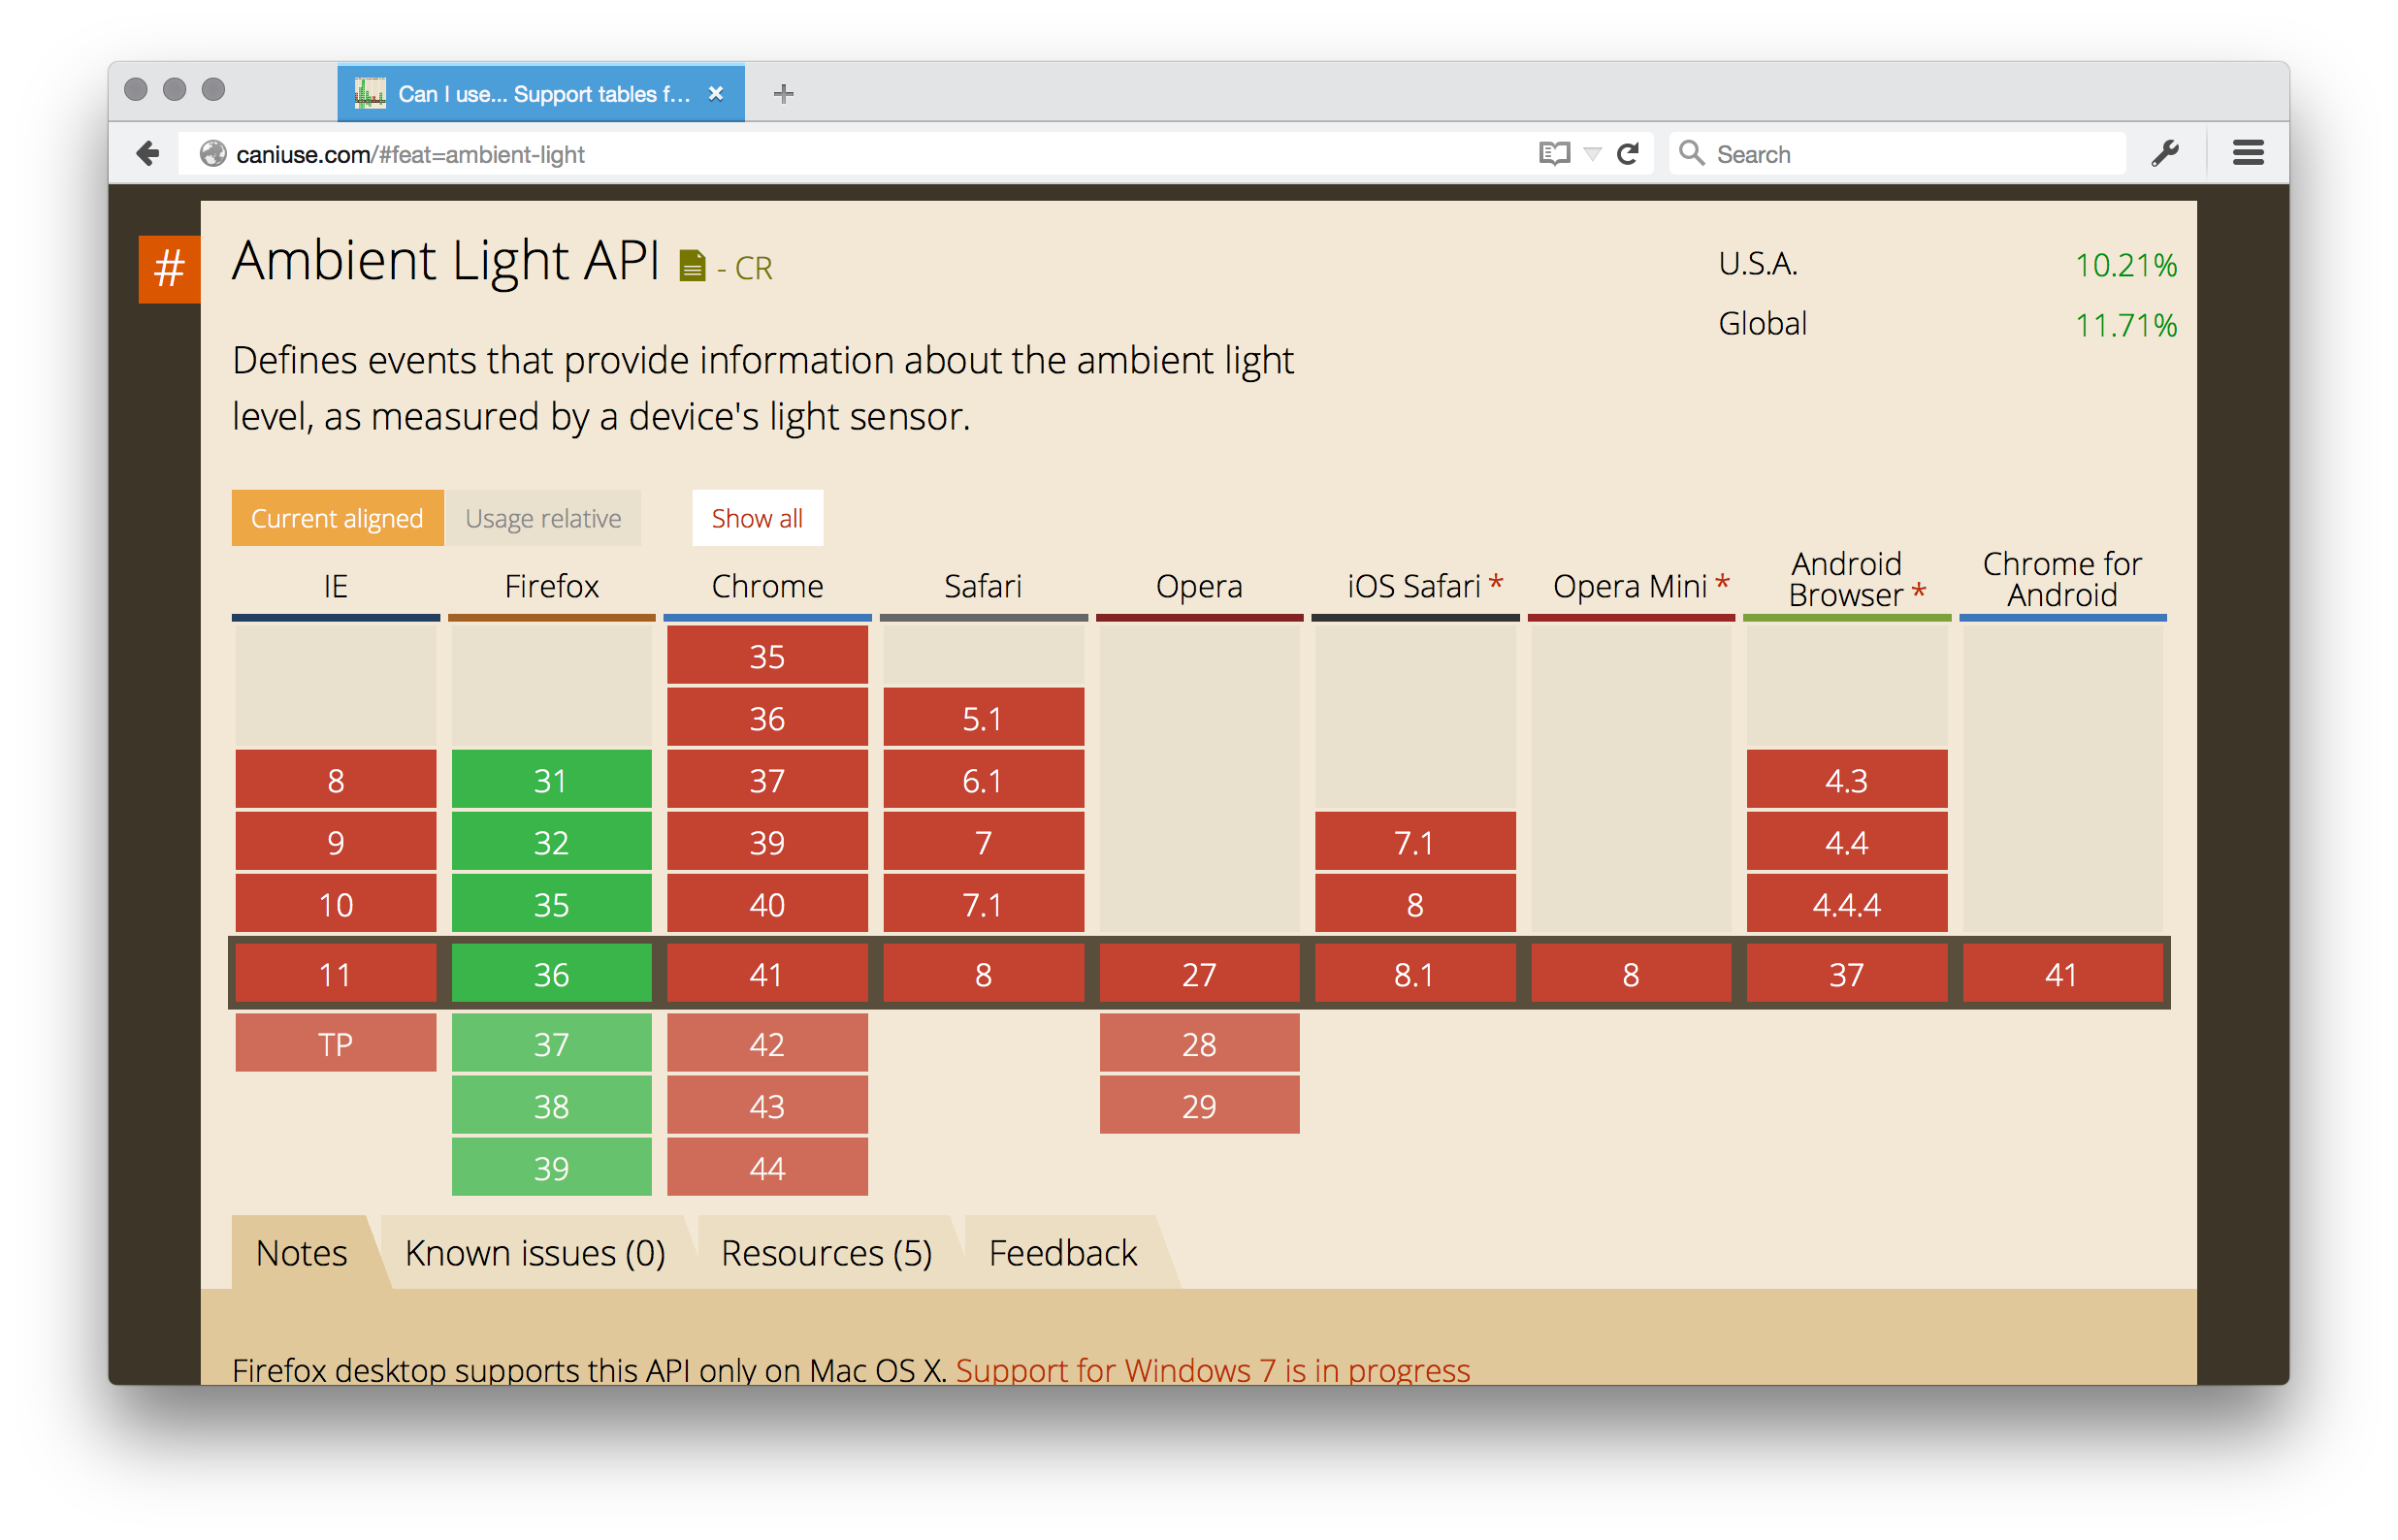 Can I use... Support tables f...
caniuse.com/#feat=ambient-light
Search
#
Ambient Light API - CR
U.S.A. 10.21%
Global 11.71%
Defines events that provide information about the ambient light
level, as measured by a device's light sensor.
Current aligned Usage relative Show all
IE Firefox Chrome Safari Opera iOS Safari * Opera Mini * Android Browser * Chrome for Android
35
36 5.1
8 31 37 6.1 4.3
9 32 39 7 7.1 4.4
10 35 40 7.1 8 4.4.4
11 36 41 8 27 8.1 8 37 41
TP 37 42 28
38 43 29
39 44
Notes Known issues (0) Resources (5) Feedback
Firefox desktop supports this API only on Mac OS X. Support for Windows 7 is in progress